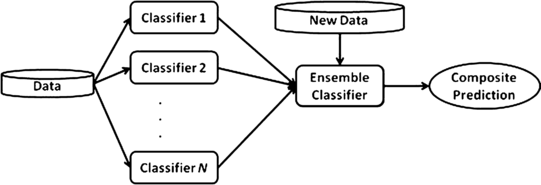 Classifier 1
New Data
Data
Classifier 2
Ensemble
Classifier
Composite
Prediction
.
.
.
Classifier N